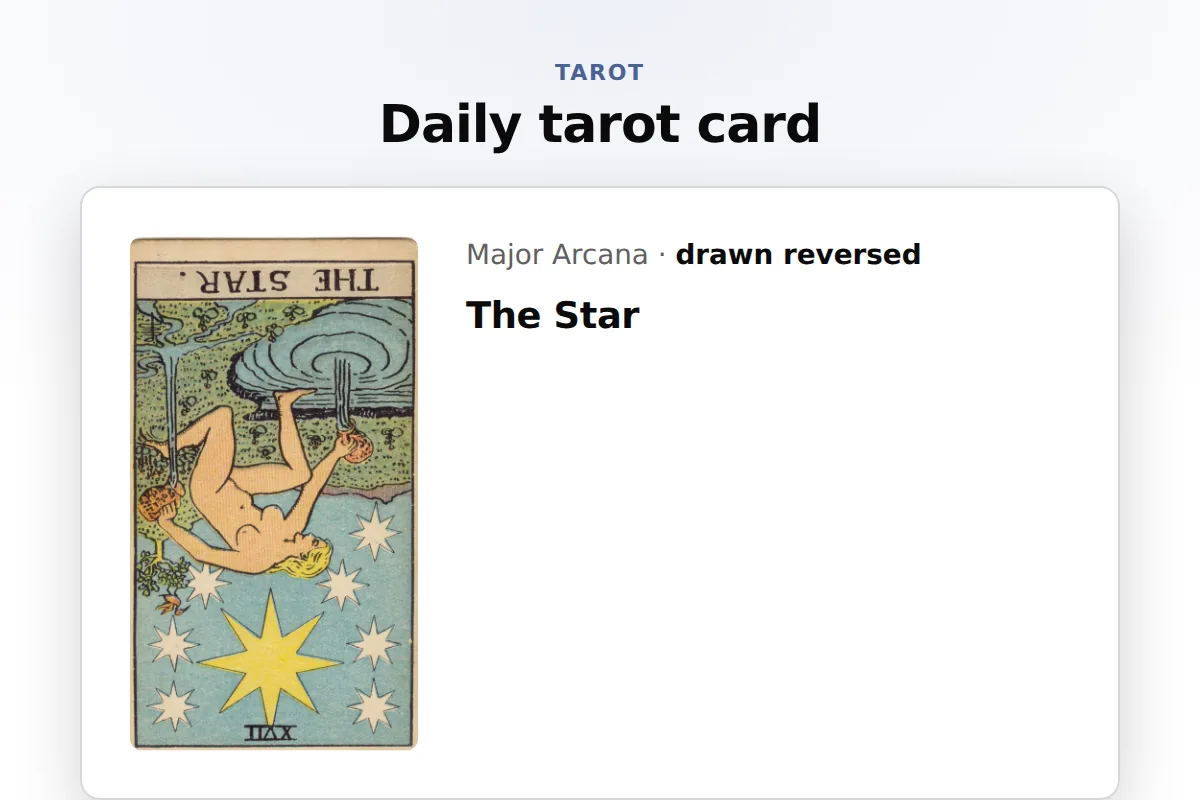 TAROT
Daily tarot card
THE STAR.
XVII
Major Arcana · drawn reversed
The Star